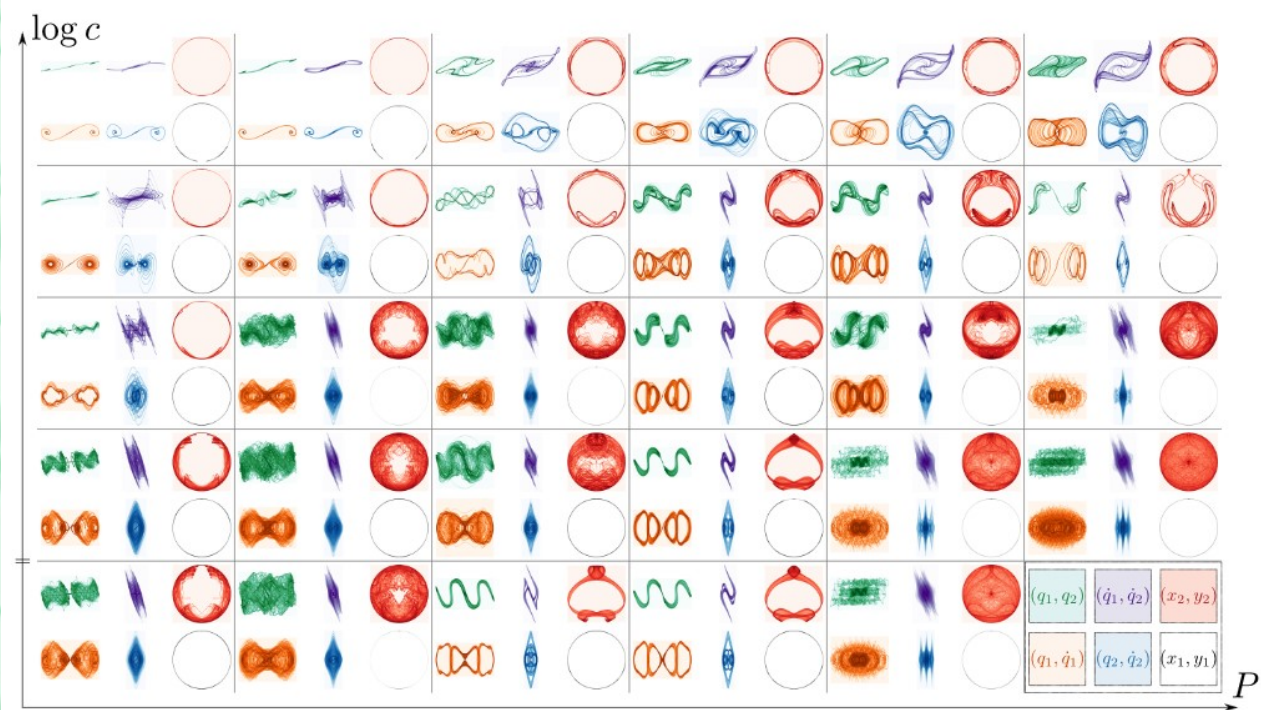 log c
(q₁, q₂) (q̇₁, q̇₂) (x₂, y₂)
(q₁, q̇₁) (q₂, q̇₂) (x₁, y₁)
P